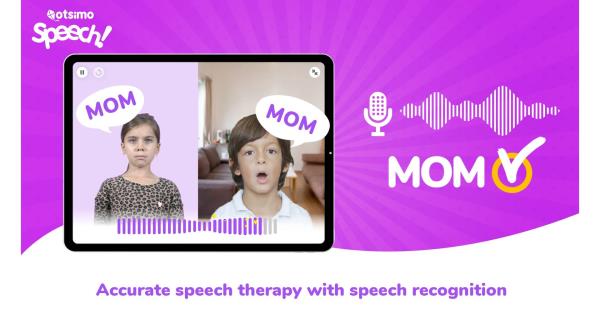 otsimo
Speech!
MOM
MOM
MOM
Accurate speech therapy with speech recognition